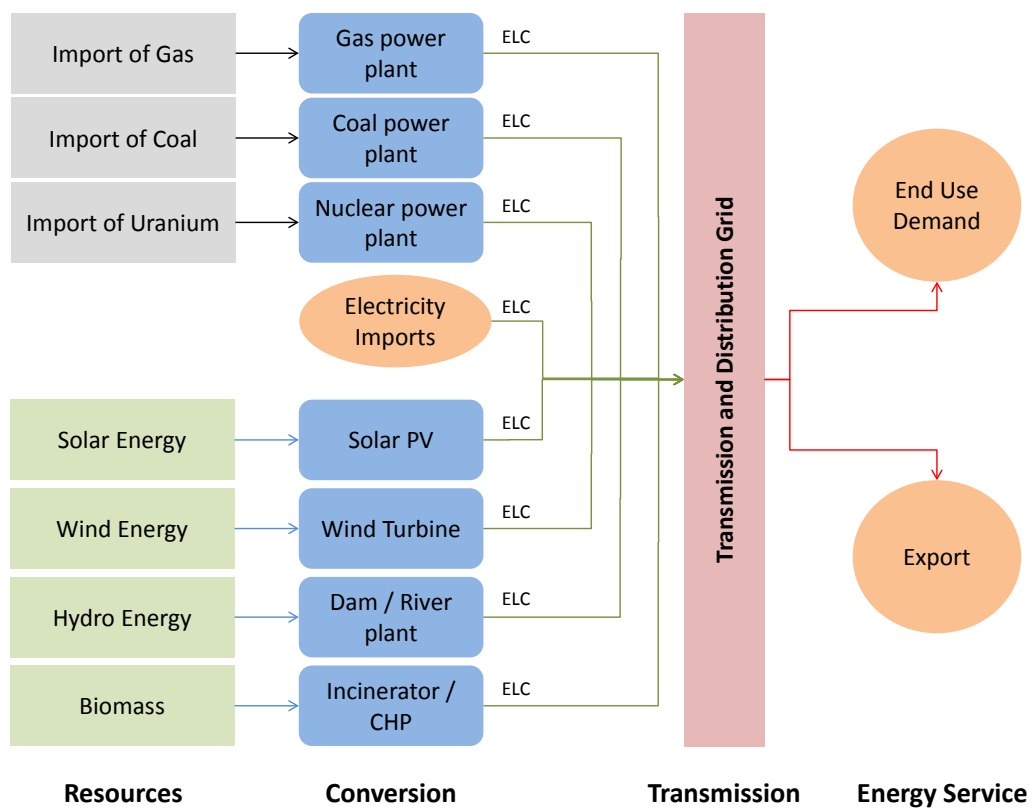 Import of Gas
Gas power
plant
ELC
Import of Coal
Coal power
plant
ELC
Import of Uranium
Nuclear power
plant
ELC
Electricity
Imports
ELC
Solar Energy
Solar PV
ELC
Wind Energy
Wind Turbine
ELC
Hydro Energy
Dam / River
plant
ELC
Biomass
Incinerator /
CHP
ELC
Transmission and Distribution Grid
End Use
Demand
Export
Resources
Conversion
Transmission
Energy Service